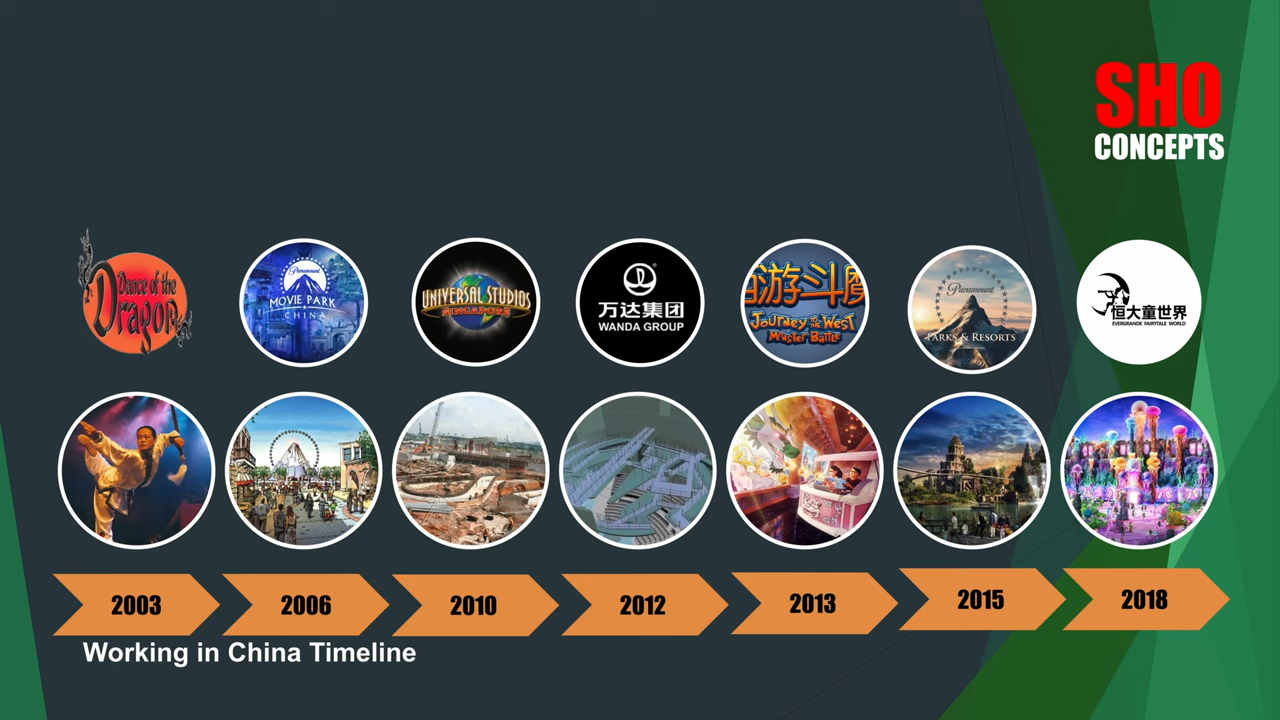 SHO
CONCEPTS
Dance of the
Dragon
Paramount
MOVIE PARK
CHINA
UNIVERSAL STUDIOS
SINGAPORE
万达集团
WANDA GROUP
西游斗魔
Journey to the West
Monster Battle
Paramount
PARKS & RESORTS
恒大童世界
EVERGRANDE FAIRYTALE WORLD
2003
2006
2010
2012
2013
2015
2018
Working in China Timeline